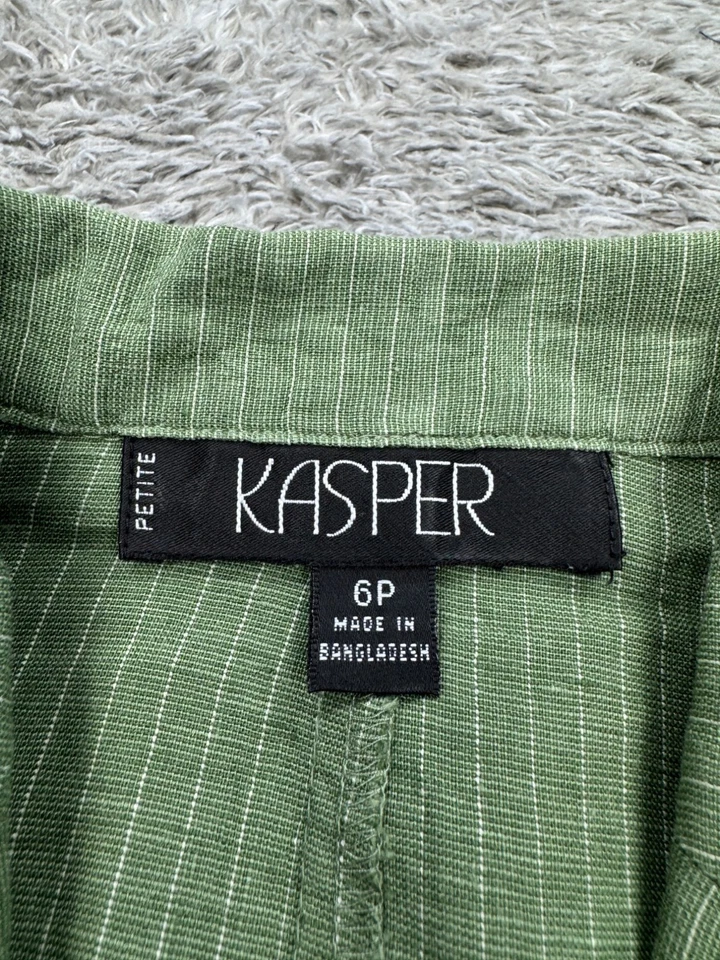 PETITE
KASPER
6P
MADE IN
BANGLADESH